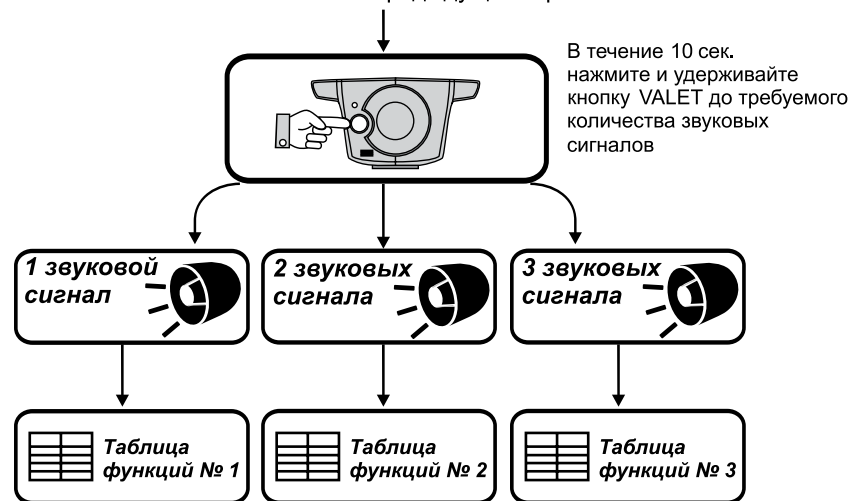 В течение 10 сек.
нажмите и удерживайте
кнопку VALET до требуемого
количества звуковых
сигналов
1 звуковой
сигнал
2 звуковых
сигнала
3 звуковых
сигнала
Таблица
функций № 1
Таблица
функций № 2
Таблица
функций № 3